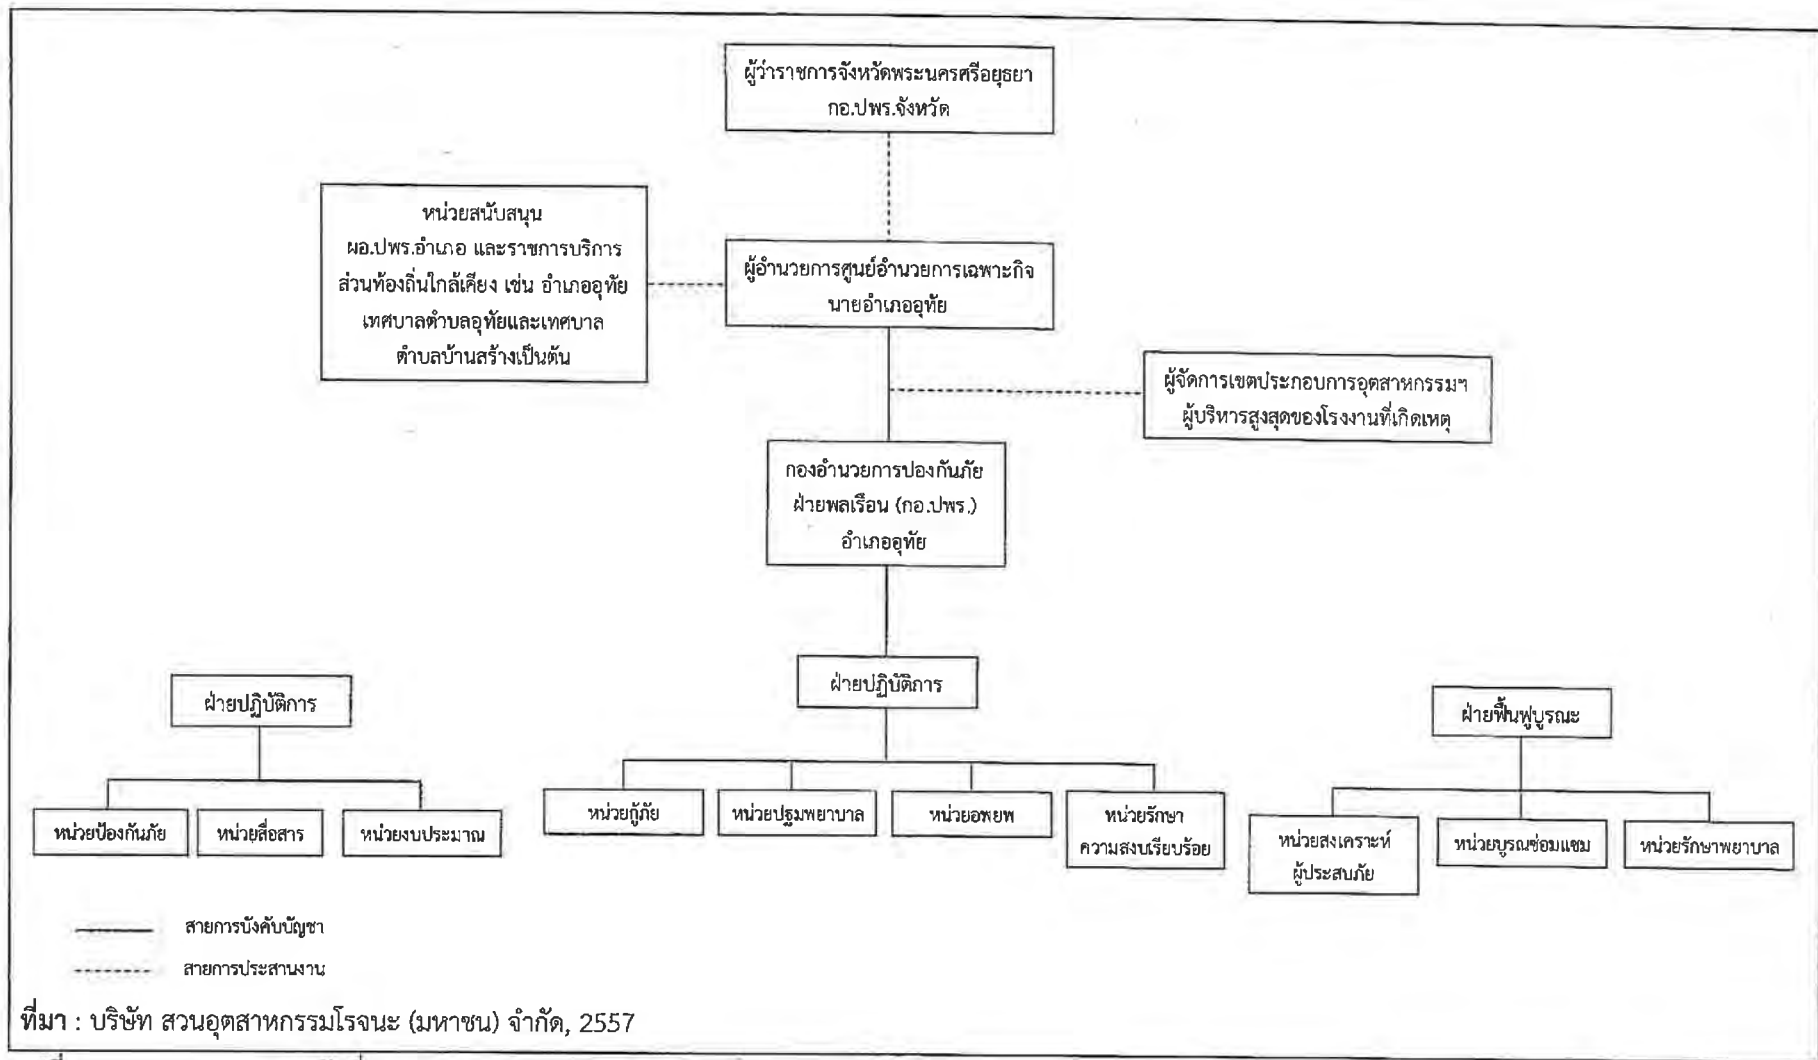 ผู้ว่าราชการจังหวัดพระนครศรีอยุธยา
กอ.ปพร.จังหวัด
หน่วยสนับสนุน
ผอ.ปพร.อำเภอ และราชการบริการ
ส่วนท้องถิ่นใกล้เคียง เช่น อำเภออุทัย
เทศบาลตำบลอุทัยและเทศบาล
ตำบลบ้านสร้างเป็นต้น
ผู้อำนวยการศูนย์อำนวยการเฉพาะกิจ
นายอำเภออุทัย
ผู้จัดการเขตประกอบการอุตสาหกรรมฯ
ผู้บริหารสูงสุดของโรงงานที่เกิดเหตุ
กองอำนวยการป้องกันภัย
ฝ่ายพลเรือน (กอ.ปพร.)
อำเภออุทัย
ฝ่ายปฏิบัติการ
หน่วยป้องกันภัย
หน่วยสื่อสาร
หน่วยงบประมาณ
ฝ่ายปฏิบัติการ
หน่วยกู้ภัย
หน่วยปฐมพยาบาล
หน่วยอพยพ
หน่วยรักษา
ความสงบเรียบร้อย
ฝ่ายฟื้นฟูบูรณะ
หน่วยสงเคราะห์
ผู้ประสบภัย
หน่วยบูรณซ่อมแซม
หน่วยรักษาพยาบาล
สายการบังคับบัญชา
สายการประสานงาน
ที่มา : บริษัท สวนอุตสาหกรรมโรจนะ (มหาชน) จำกัด, 2557